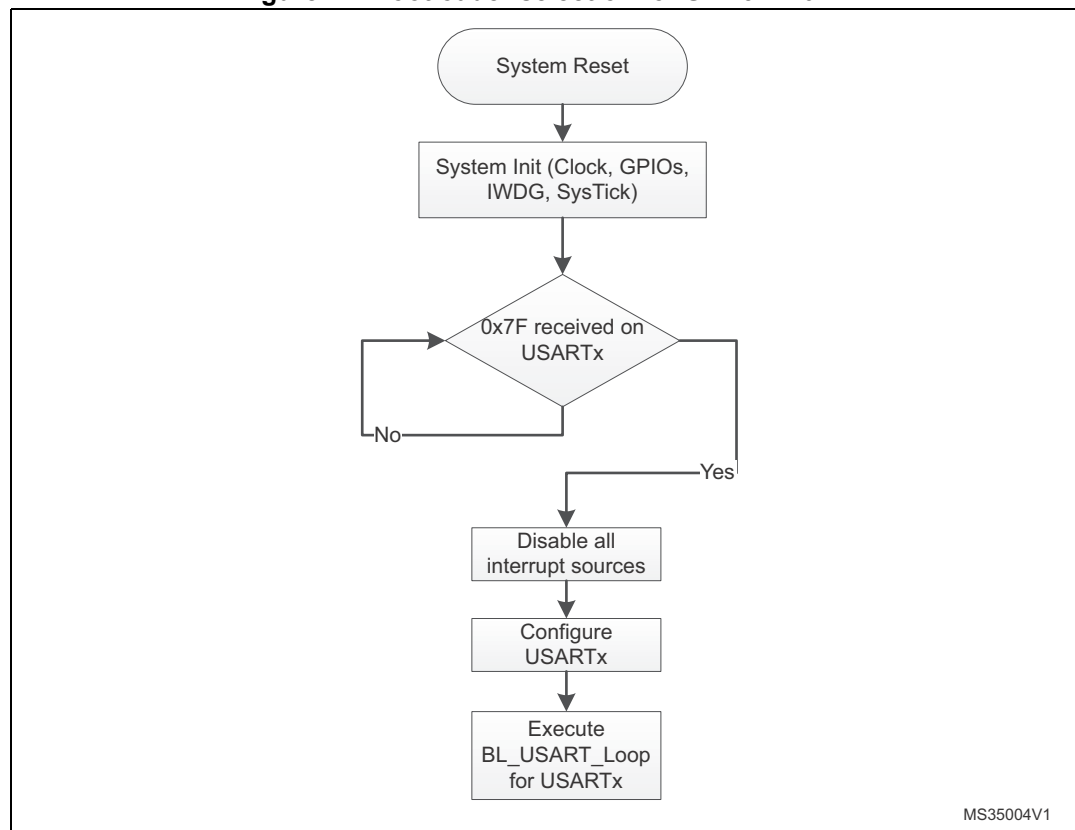 System Reset
System Init (Clock, GPIOs,
IWDG, SysTick)
0x7F received on
USARTx
No
Yes
Disable all
interrupt sources
Configure
USARTx
Execute
BL_USART_Loop
for USARTx
MS35004V1